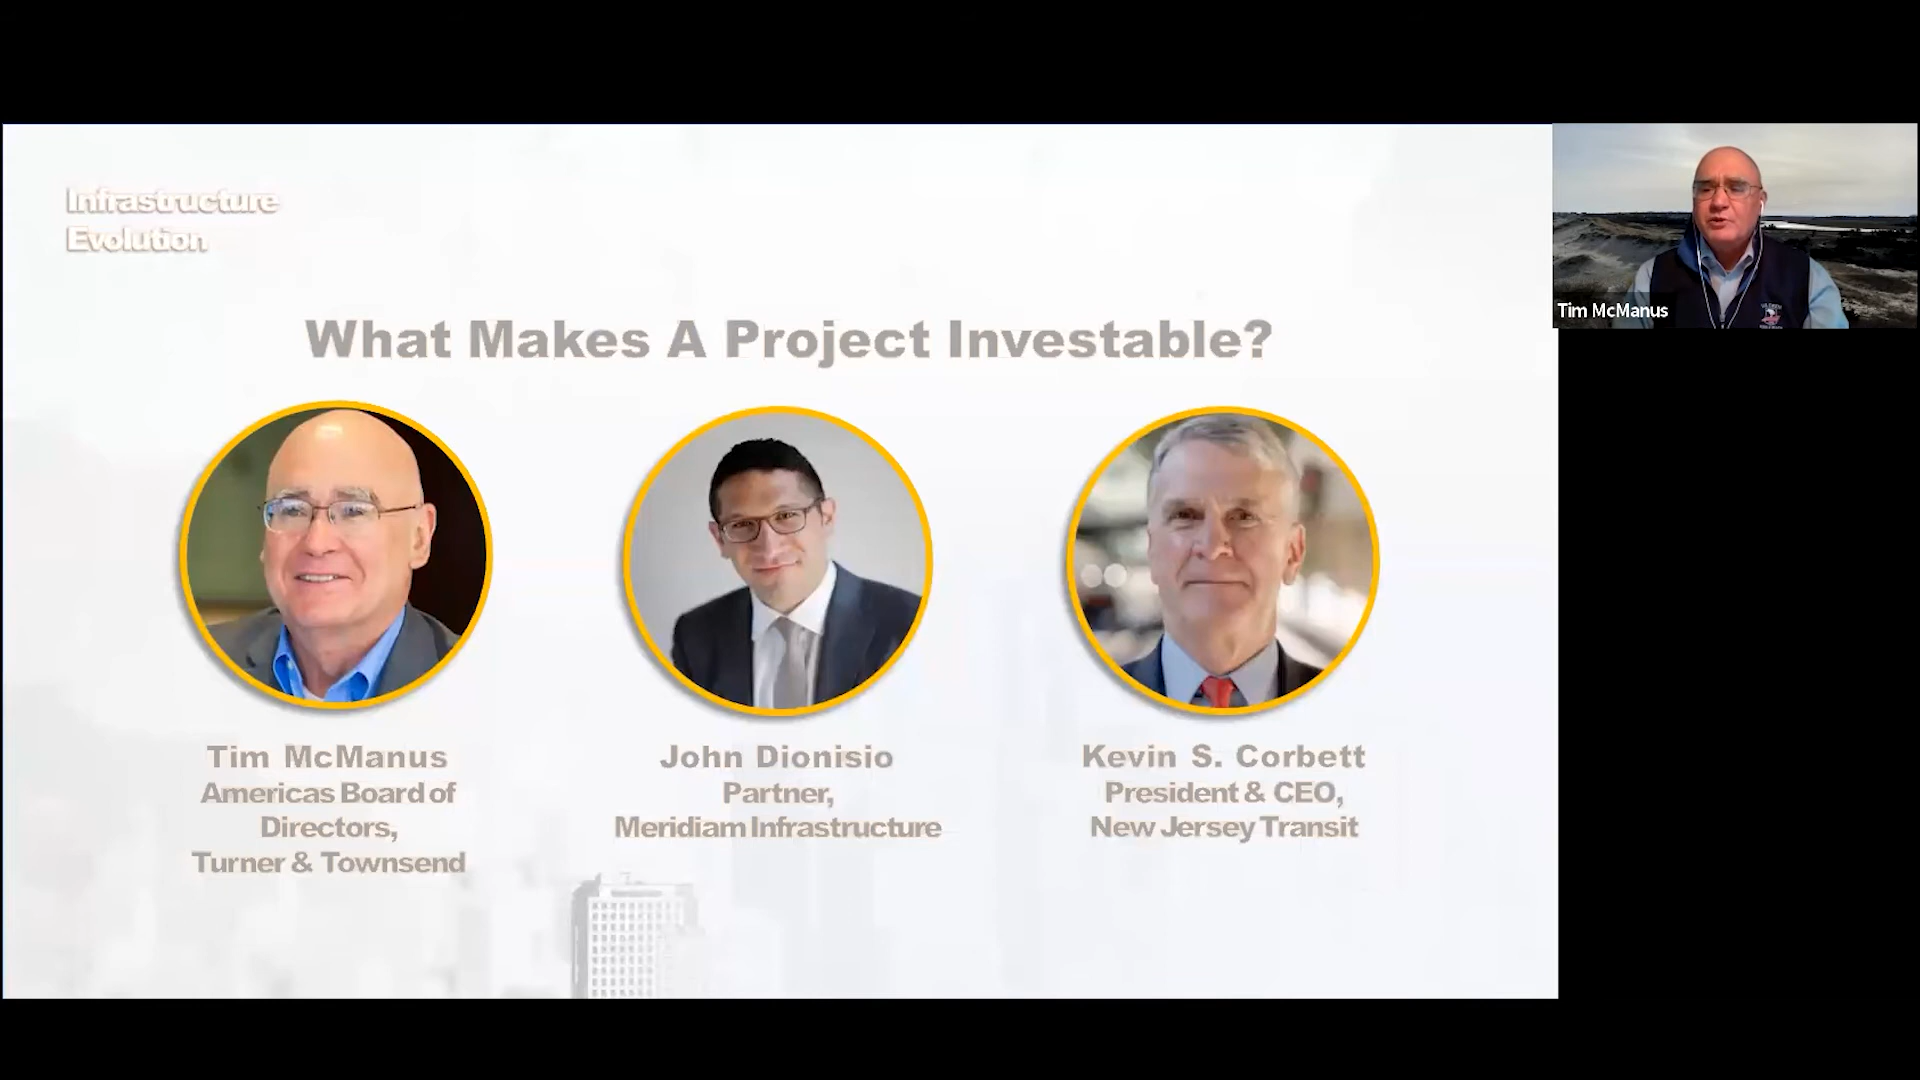 Infrastructure
Evolution
What Makes A Project Investable?
Tim McManus
Americas Board of
Directors,
Turner & Townsend
John Dionisio
Partner,
Meridiam Infrastructure
Kevin S. Corbett
President & CEO,
New Jersey Transit
Tim McManus